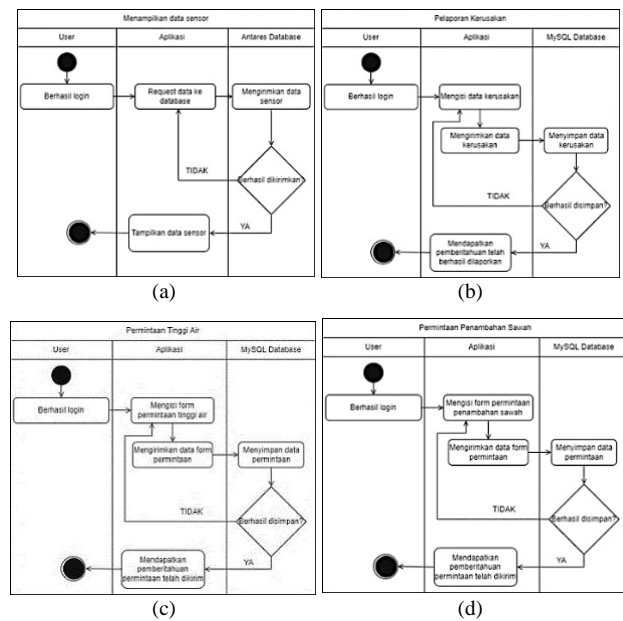 Menampilkan data sensor
User
Aplikasi
Antares Database
Berhasil login
Request data ke
database
Mengirimkan data
sensor
Berhasil dikirimkan?
TIDAK
YA
Tampilkan data sensor
(a)
Pelaporan Kerusakan
User
Aplikasi
MySQL Database
Berhasil login
Mengisi data kerusakan
Mengirimkan data
kerusakan
Menyimpan data
kerusakan
Berhasil disimpan?
TIDAK
YA
Mendapatkan
pemberitahuan telah
berhasil dilaporkan
(b)
Permintaan Tinggi Air
User
Aplikasi
MySQL Database
Berhasil login
Mengisi form
permintaan tinggi air
Mengirimkan data form
permintaan
Menyimpan data
permintaan
Berhasil disimpan?
TIDAK
YA
Mendapatkan
pemberitahuan
permintaan telah dikirim
(c)
Permintaan Penambahan Sawah
User
Aplikasi
MySQL Database
Berhasil login
Mengisi form permintaan
penambahan sawah
Mengirimkan data form
permintaan
Menyimpan data
permintaan
Berhasil disimpan?
TIDAK
YA
Mendapatkan
pemberitahuan
permintaan telah dikirim
(d)